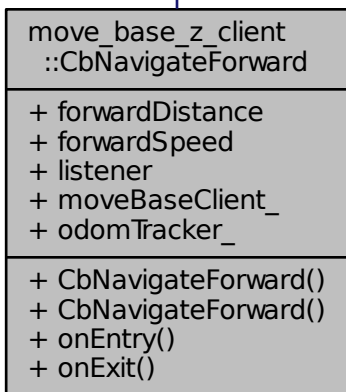 move_base_z_client
::CbNavigateForward
+ forwardDistance
+ forwardSpeed
+ listener
+ moveBaseClient_
+ odomTracker_
+ CbNavigateForward()
+ CbNavigateForward()
+ onEntry()
+ onExit()